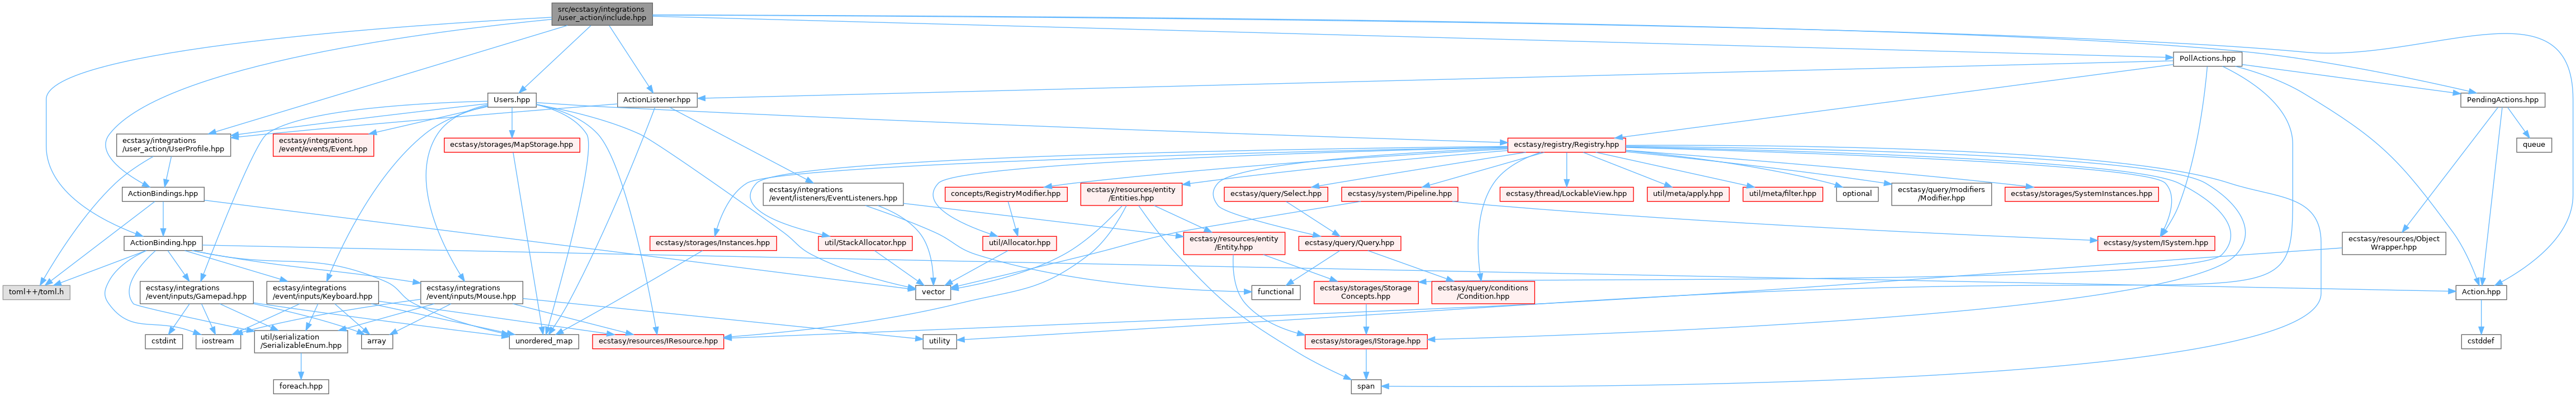 src/ecstasy/integrations
/user_action/include.hpp
PollActions.hpp
Users.hpp
ActionListener.hpp
PendingActions.hpp
ecstasy/integrations
/user_action/UserProfile.hpp
ecstasy/integrations
/event/events/Event.hpp
ecstasy/storages/MapStorage.hpp
ecstasy/registry/Registry.hpp
queue
ActionBindings.hpp
ecstasy/integrations
/event/listeners/EventListeners.hpp
concepts/RegistryModifier.hpp
ecstasy/resources/entity
/Entities.hpp
ecstasy/query/Select.hpp
ecstasy/system/Pipeline.hpp
ecstasy/thread/LockableView.hpp
util/meta/apply.hpp
util/meta/filter.hpp
optional
ecstasy/query/modifiers
/Modifier.hpp
ecstasy/storages/SystemInstances.hpp
ActionBinding.hpp
ecstasy/storages/Instances.hpp
util/StackAllocator.hpp
util/Allocator.hpp
ecstasy/resources/entity
/Entity.hpp
ecstasy/query/Query.hpp
ecstasy/system/ISystem.hpp
ecstasy/resources/Object
Wrapper.hpp
toml++/toml.h
ecstasy/integrations
/event/inputs/Gamepad.hpp
ecstasy/integrations
/event/inputs/Keyboard.hpp
ecstasy/integrations
/event/inputs/Mouse.hpp
vector
functional
ecstasy/storages/Storage
Concepts.hpp
ecstasy/query/conditions
/Condition.hpp
Action.hpp
cstdint
iostream
util/serialization
/SerializableEnum.hpp
array
unordered_map
ecstasy/resources/IResource.hpp
utility
ecstasy/storages/IStorage.hpp
cstddef
foreach.hpp
span